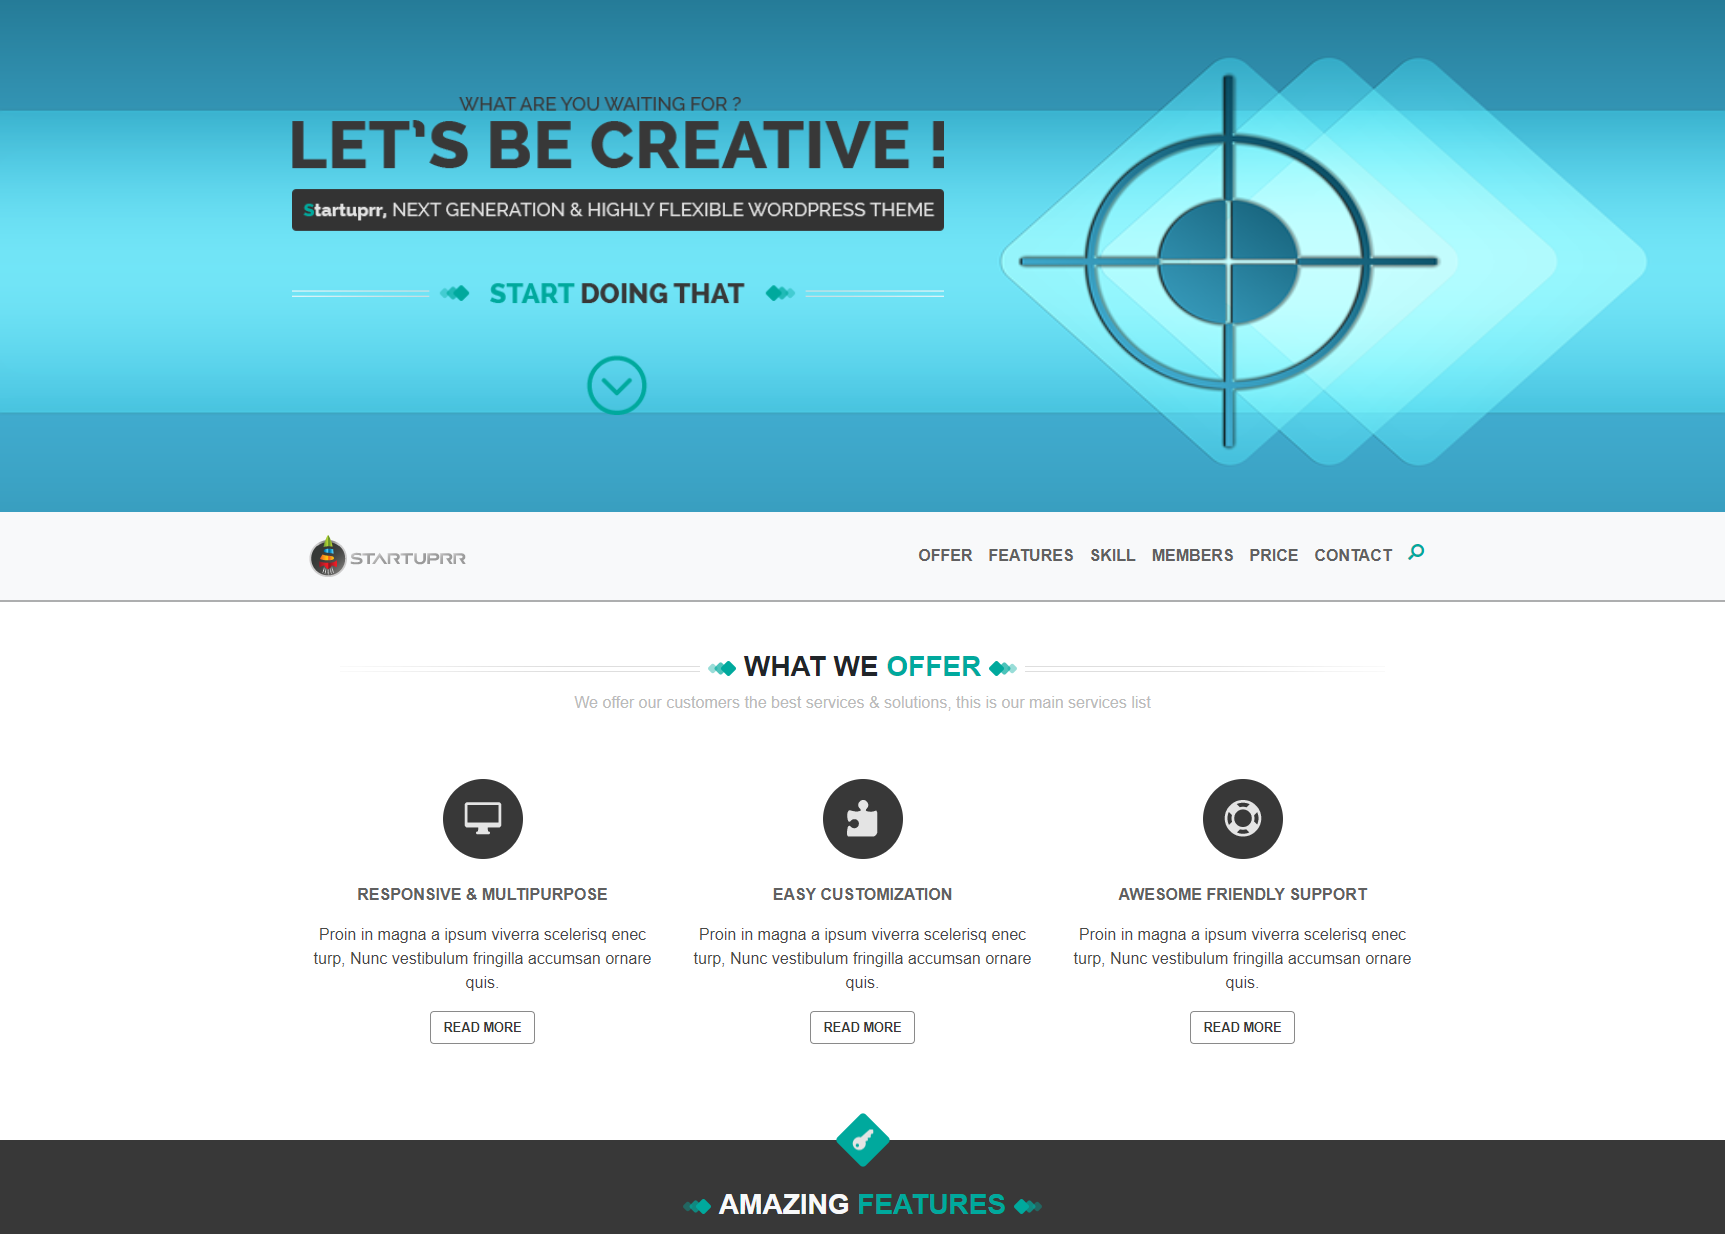 WHAT ARE YOU WAITING FOR ?
LET'S BE CREATIVE !
Startuprr, NEXT GENERATION & HIGHLY FLEXIBLE WORDPRESS THEME
START DOING THAT
STARTUPRR
OFFER FEATURES SKILL MEMBERS PRICE CONTACT
WHAT WE OFFER
We offer our customers the best services & solutions, this is our main services list
RESPONSIVE & MULTIPURPOSE
Proin in magna a ipsum viverra scelerisq enec
turp, Nunc vestibulum fringilla accumsan ornare
quis.
READ MORE
EASY CUSTOMIZATION
Proin in magna a ipsum viverra scelerisq enec
turp, Nunc vestibulum fringilla accumsan ornare
quis.
READ MORE
AWESOME FRIENDLY SUPPORT
Proin in magna a ipsum viverra scelerisq enec
turp, Nunc vestibulum fringilla accumsan ornare
quis.
READ MORE
AMAZING FEATURES